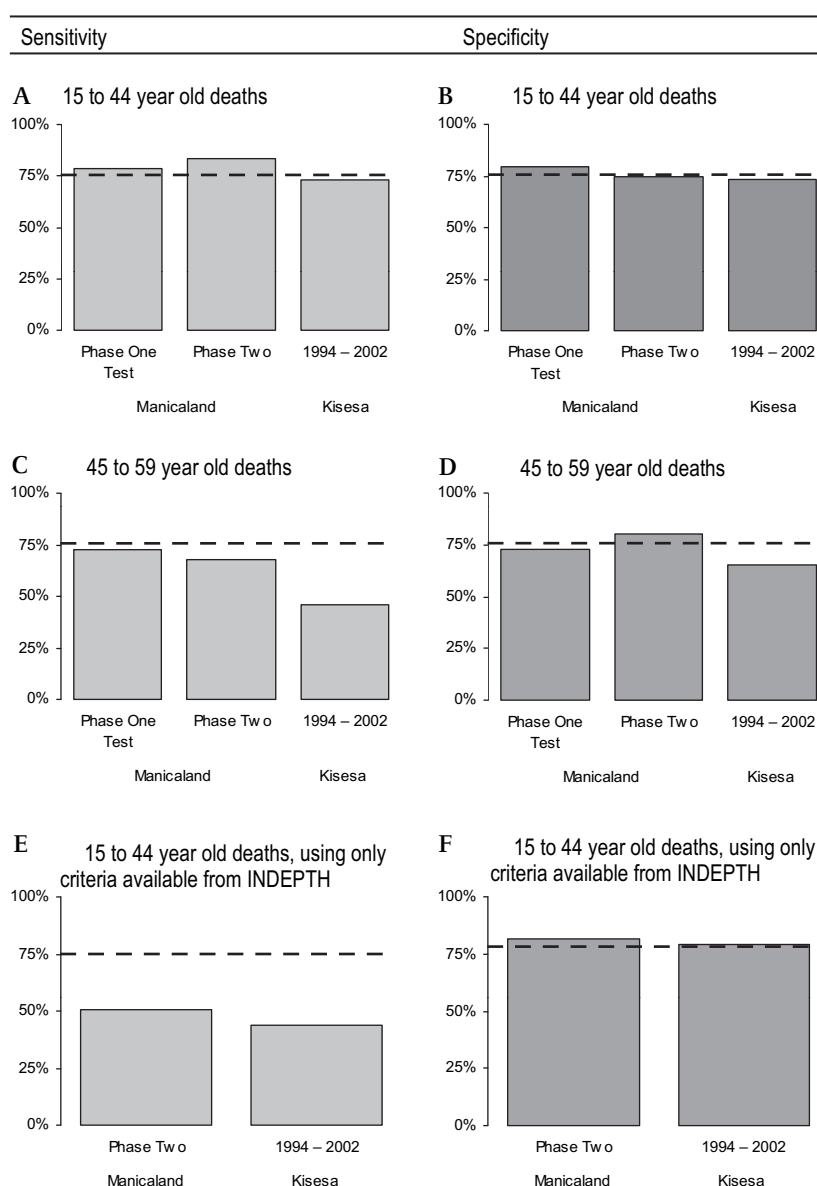 Sensitivity Specificity
A 15 to 44 year old deaths
100%
75%
50%
25%
0%
Phase One Test Phase Two 1994 – 2002
Manicaland Kisesa
B 15 to 44 year old deaths
100%
75%
50%
25%
0%
Phase One Test Phase Two 1994 – 2002
Manicaland Kisesa
C 45 to 59 year old deaths
100%
75%
50%
25%
0%
Phase One Test Phase Two 1994 – 2002
Manicaland Kisesa
D 45 to 59 year old deaths
100%
75%
50%
25%
0%
Phase One Test Phase Two 1994 – 2002
Manicaland Kisesa
E 15 to 44 year old deaths, using only
criteria available from INDEPTH
100%
75%
50%
25%
0%
Phase Two 1994 – 2002
Manicaland Kisesa
F 15 to 44 year old deaths, using only
criteria available from INDEPTH
100%
75%
50%
25%
0%
Phase Two 1994 – 2002
Manicaland Kisesa